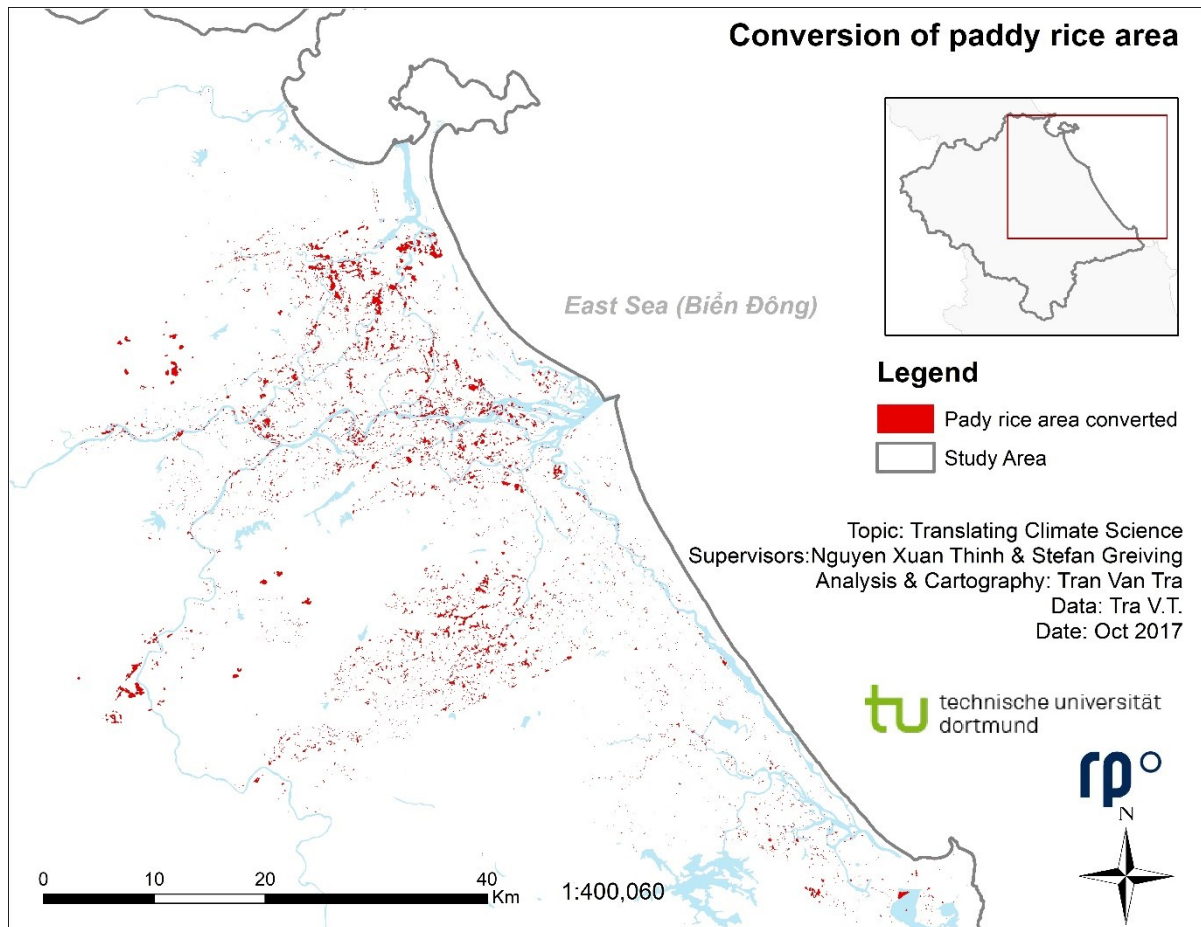 Conversion of paddy rice area
East Sea (Biển Đông)
Legend
Pady rice area converted
Study Area
Topic: Translating Climate Science
Supervisors:Nguyen Xuan Thinh & Stefan Greiving
Analysis & Cartography: Tran Van Tra
Data: Tra V.T.
Date: Oct 2017
tu technische universität
dortmund
rp
N
0 10 20 40
Km
1:400,060